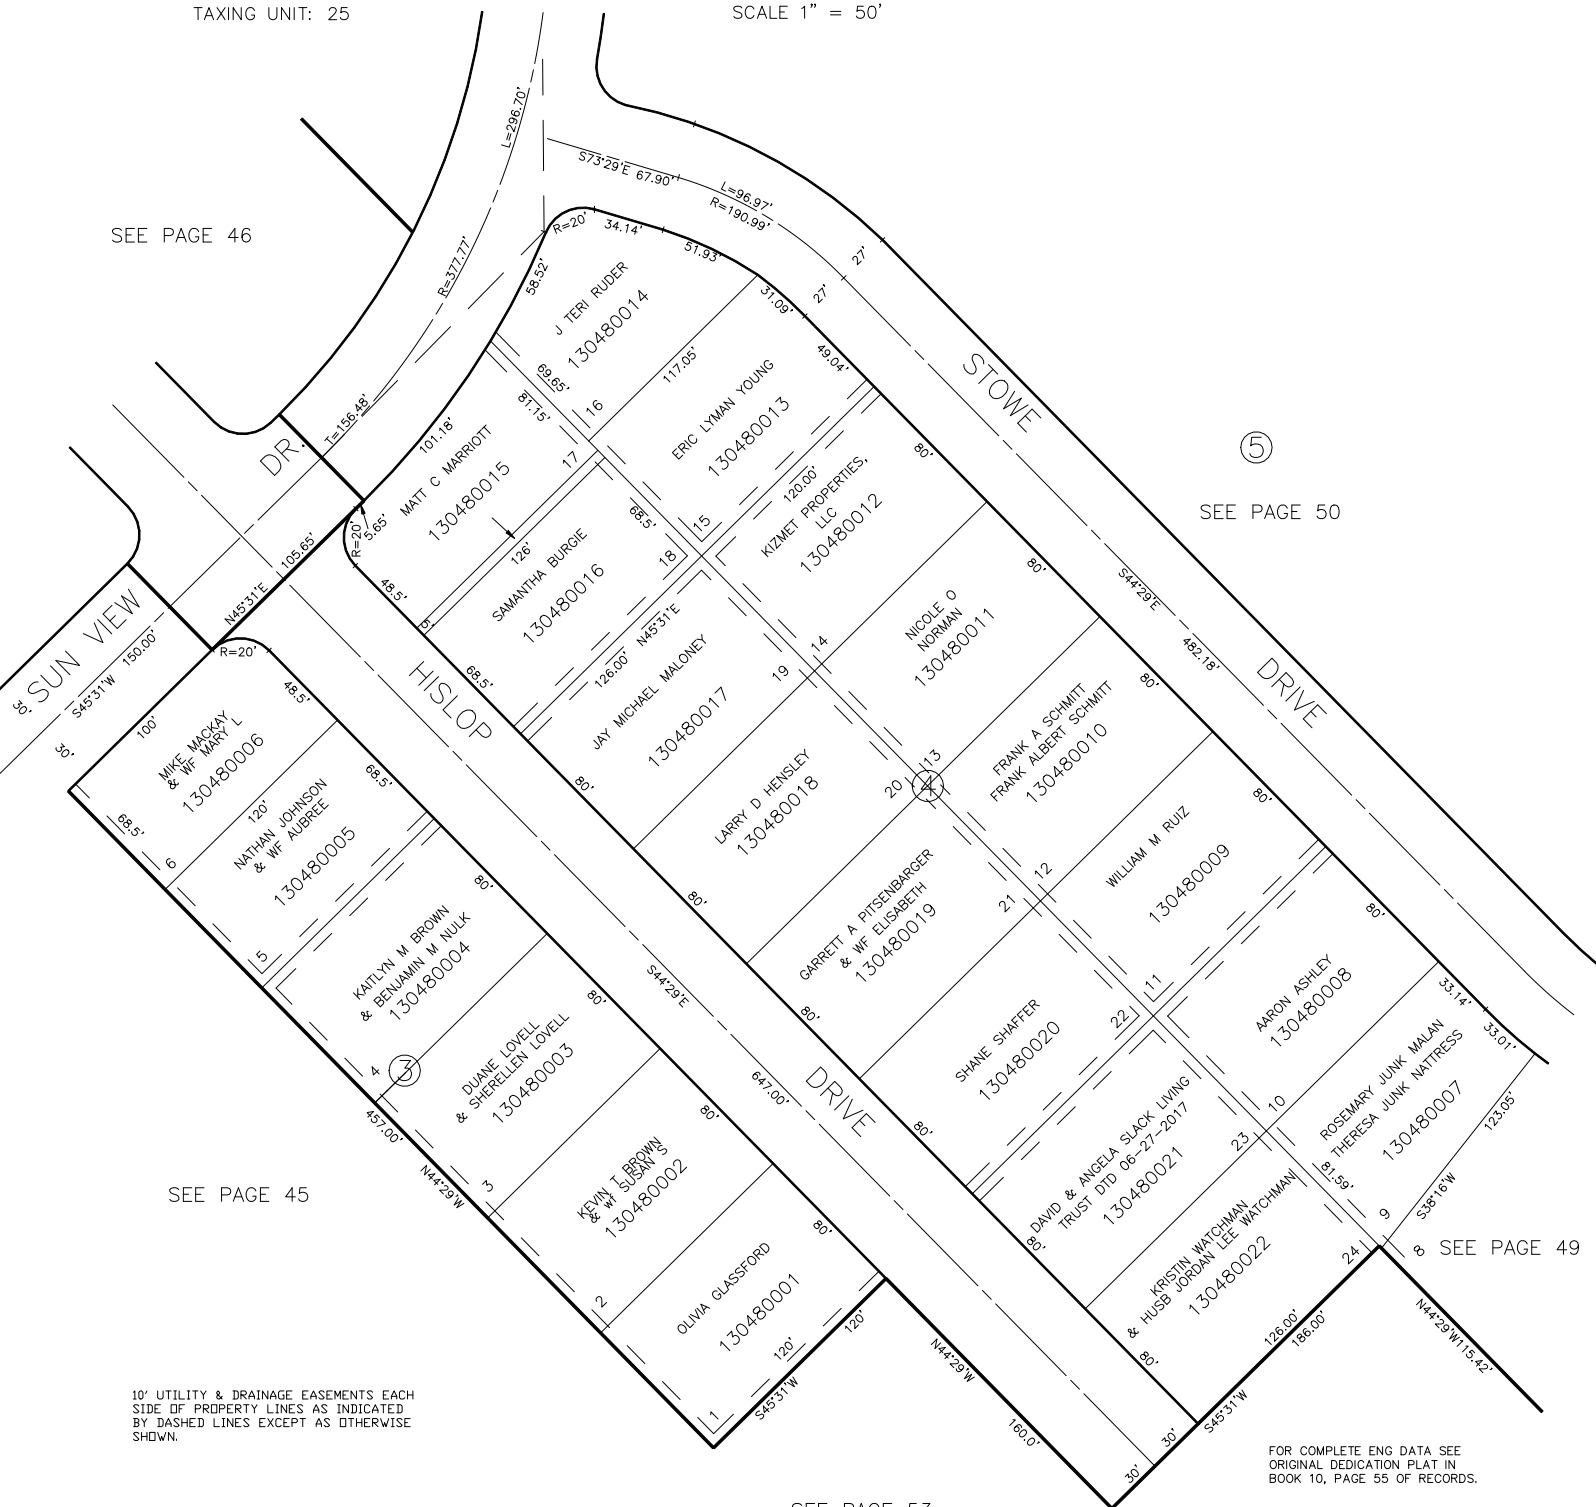 TAXING UNIT: 25
SCALE 1" = 50'
SEE PAGE 46
L=296.70'
R=377.77'
T=156.48'
S73°29'E 67.90'
L=96.97'
R=190.99'
R=20'
34.14'
51.93'
31.09'
27'
27'
58.52'
J TERI RUDER
130480014
69.65'
81.15'
16
117.05'
49.04'
ERIC LYMAN YOUNG
130480013
15
STOWE
DRIVE
5
SEE PAGE 50
DR.
SUN VIEW
30'
30'
S45°31'W 150.00'
N45°31'E 105.65'
101.18'
MATT C MARRIOTT
130480015
17
R=20'
5.65'
48.5'
5'
126'
68.5'
SAMANTHA BURGIE
130480016
18
68.5'
120.00'
KIZMET PROPERTIES,
LLC
130480012
80'
14
NICOLE O
NORMAN
130480011
80'
13
S44°29'E
482.18'
126.00' N45°31'E
JAY MICHAEL MALONEY
130480017
19
80'
LARRY D HENSLEY
130480018
20
80'
4
FRANK A SCHMITT
FRANK ALBERT SCHMITT
130480010
80'
12
WILLIAM M RUIZ
130480009
80'
11
GARRETT A PITSENBARGER
& WF ELISABETH
130480019
21
80'
SHANE SHAFFER
130480020
22
80'
AARON ASHLEY
130480008
80'
10
33.14'
33.01'
ROSEMARY JUNK MALAN
THERESA JUNK NATTRESS
130480007
81.59'
9
123.05'
S38°16'W
8
SEE PAGE 49
DAVID & ANGELA SLACK LIVING
TRUST DTD 06-27-2017
130480021
23
80'
KRISTIN WATCHMAN
& HUSB JORDAN LEE WATCHMAN
130480022
24
80'
126.00'
186.00'
S45°31'W
N44°29'W 115.42'
HISLOP
DRIVE
S44°29'E
647.00'
R=20'
100'
48.5'
MIKE MACKAY
& WF MARY L
130480006
68.5'
6
120'
68.5'
NATHAN JOHNSON
& WF AUBREE
130480005
5
80'
KAITLYN M BROWN
& BENJAMIN M NULK
130480004
4
3
80'
DUANE LOVELL
& SHERELLEN LOVELL
130480003
3
457.00'
N44°29'W
80'
KEVIN T BROWN
& WF SUSAN S
130480002
2
80'
OLIVIA GLASSFORD
130480001
1
120'
120'
S45°31'W
N44°29'W
160.0'
30'
30'
SEE PAGE 45
10' UTILITY & DRAINAGE EASEMENTS EACH
SIDE OF PROPERTY LINES AS INDICATED
BY DASHED LINES EXCEPT AS OTHERWISE
SHOWN.
FOR COMPLETE ENG DATA SEE
ORIGINAL DEDICATION PLAT IN
BOOK 10, PAGE 55 OF RECORDS.
SEE PAGE 53